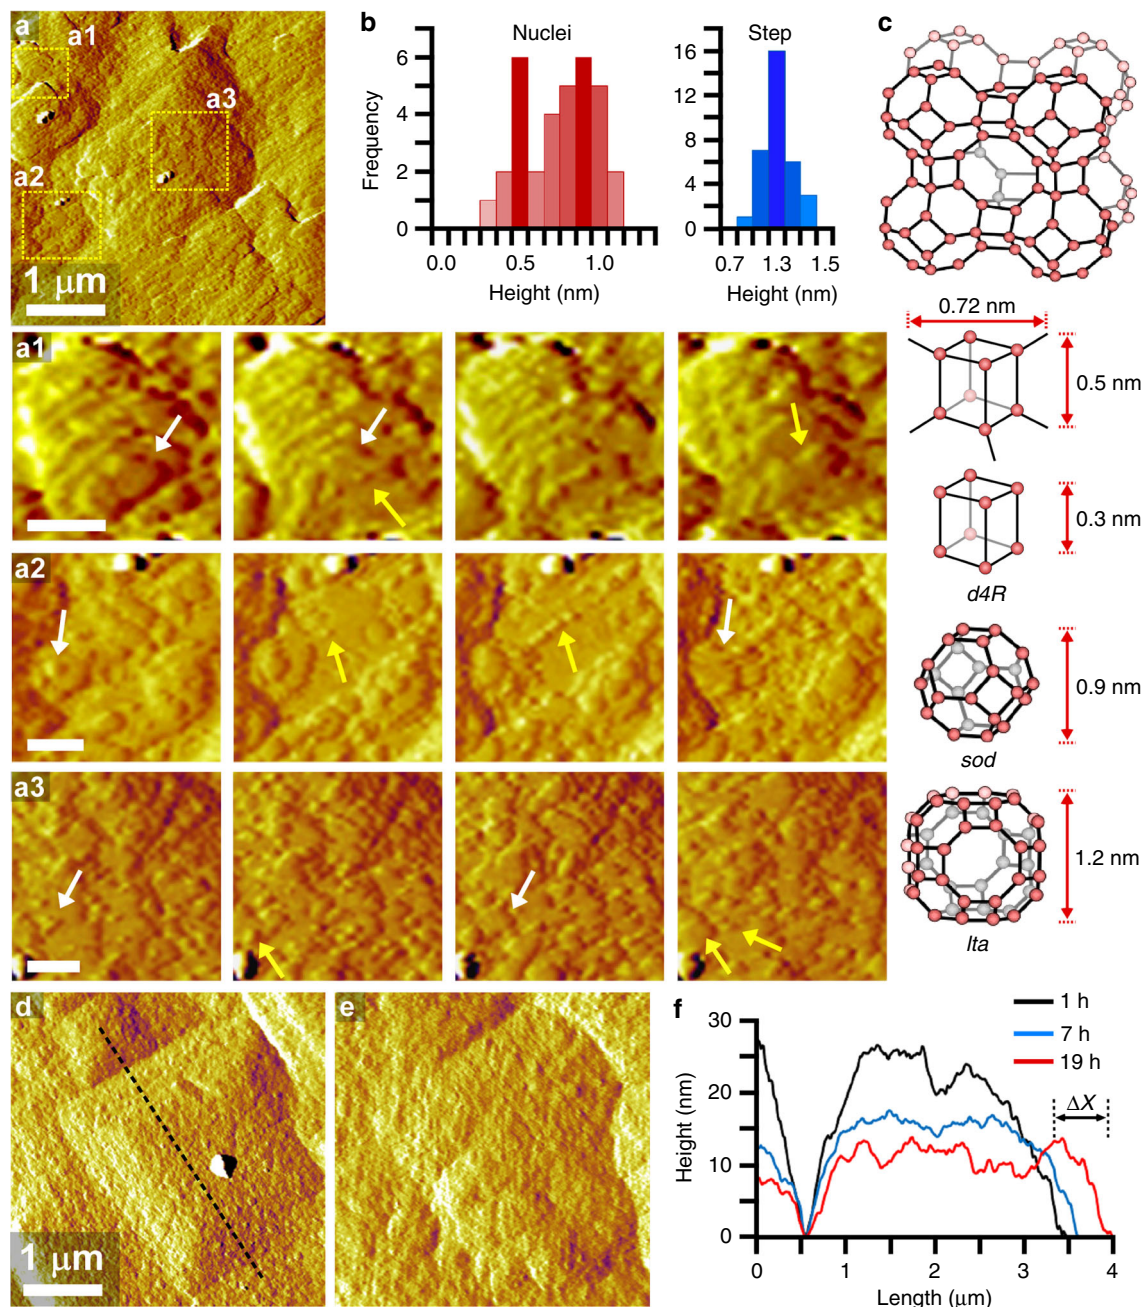 a
a1
a2
a3
1 μm
b
Nuclei
Step
Frequency
6
4
2
0
0.0
0.5
1.0
Height (nm)
16
12
8
4
0
0.7
1.3
1.5
Height (nm)
c
0.72 nm
0.5 nm
0.3 nm
d4R
0.9 nm
sod
1.2 nm
lta
a1
a2
a3
d
1 μm
e
f
1 h
7 h
19 h
ΔX
Height (nm)
30
20
10
0
0
1
2
3
4
Length (μm)